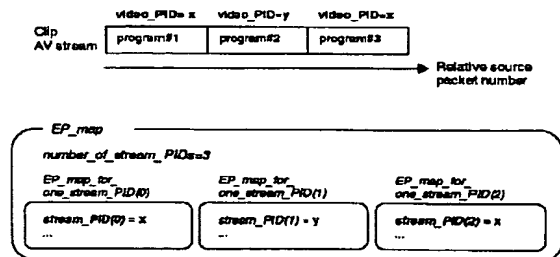 video_PID= x video_PID=y video_PID=x
Clip
AV stream
program#1 program#2 program#3
Relative source
packet number
EP_map
number_of_stream_PIDs=3
EP_map_for_
one_stream_PID(0)
EP_map_for_
one_stream_PID(1)
EP_map_for_
one_stream_PID(2)
stream_PID(0) = x
...
stream_PID(1) = y
...
stream_PID(2) = x
...